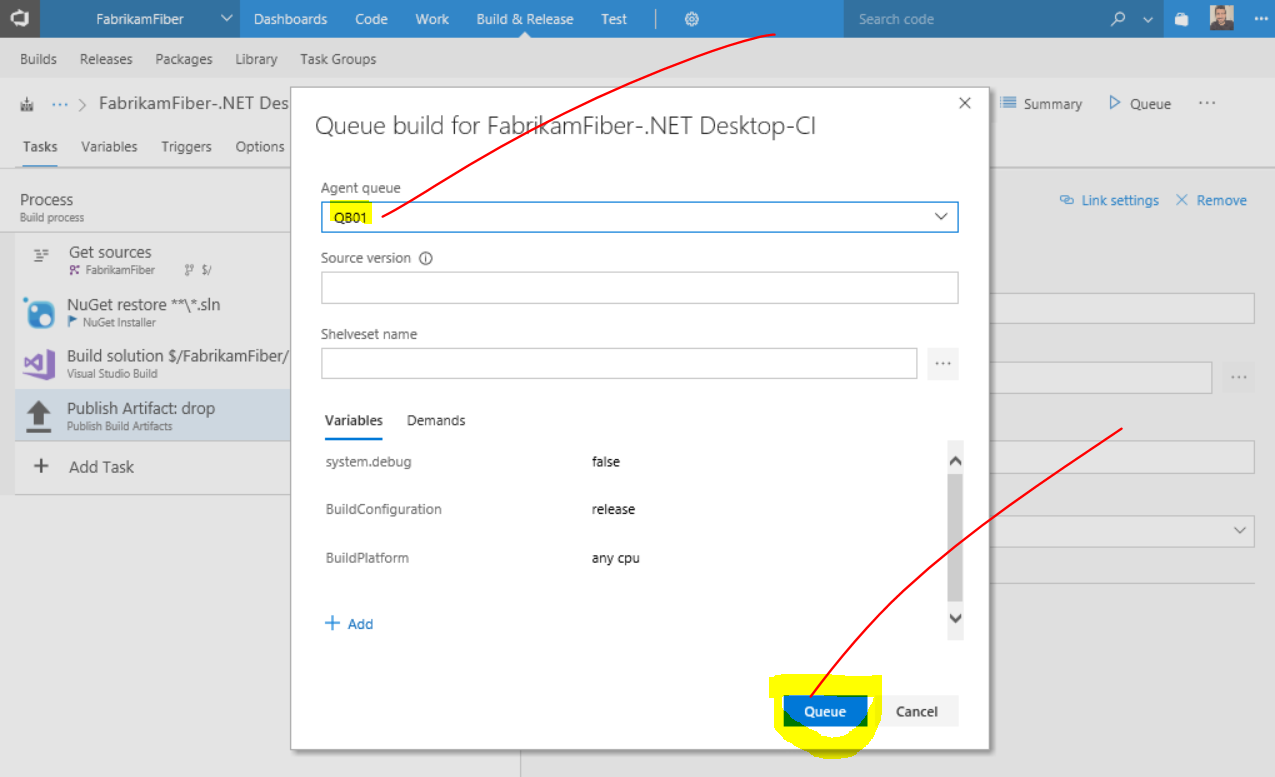 FabrikamFiber Dashboards Code Work Build & Release Test Search code
Builds Releases Packages Library Task Groups
FabrikamFiber-.NET Des
Summary Queue
Tasks Variables Triggers Options
Process
Build process
Link settings Remove
Get sources
FabrikamFiber $/
NuGet restore **\*.sln
NuGet Installer
Build solution $/FabrikamFiber/
Visual Studio Build
Publish Artifact: drop
Publish Build Artifacts
Add Task
Queue build for FabrikamFiber-.NET Desktop-CI
Agent queue
QB01
Source version
Shelveset name
Variables Demands
system.debug false
BuildConfiguration release
BuildPlatform any cpu
Add
Queue Cancel